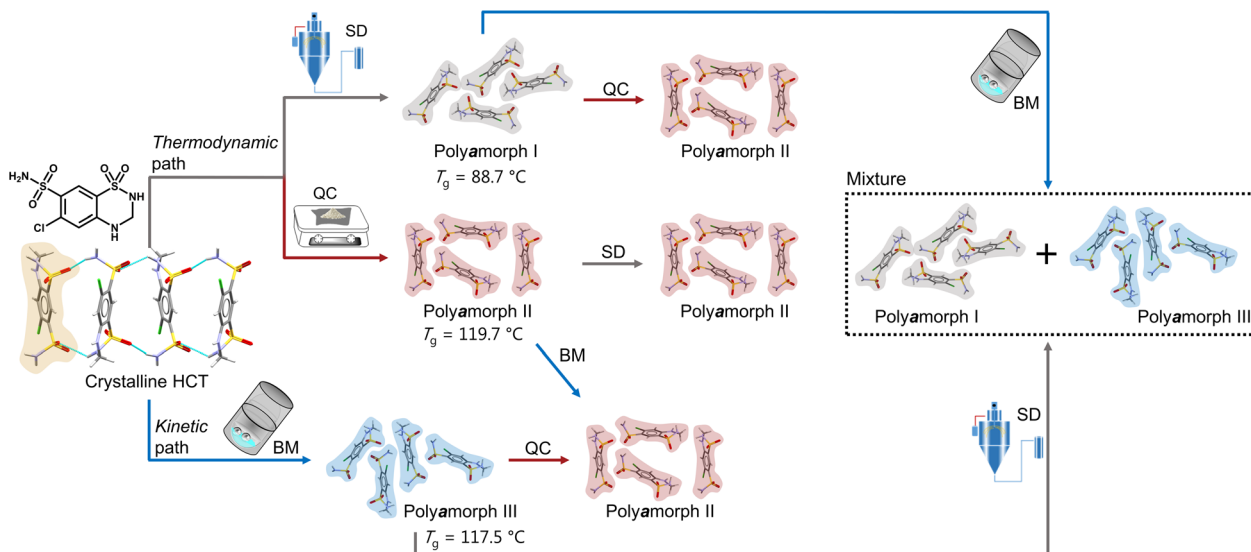 SD
QC
BM
Thermodynamic
path
Polyamorph I
Tg = 88.7 °C
Polyamorph II
Mixture
O O
H₂N
S
O
O
S
NH
Cl
N
H
QC
SD
Polyamorph II
Tg = 119.7 °C
Polyamorph II
Polyamorph I
+
Polyamorph III
Crystalline HCT
BM
Kinetic
path
BM
QC
SD
Polyamorph III
Tg = 117.5 °C
Polyamorph II